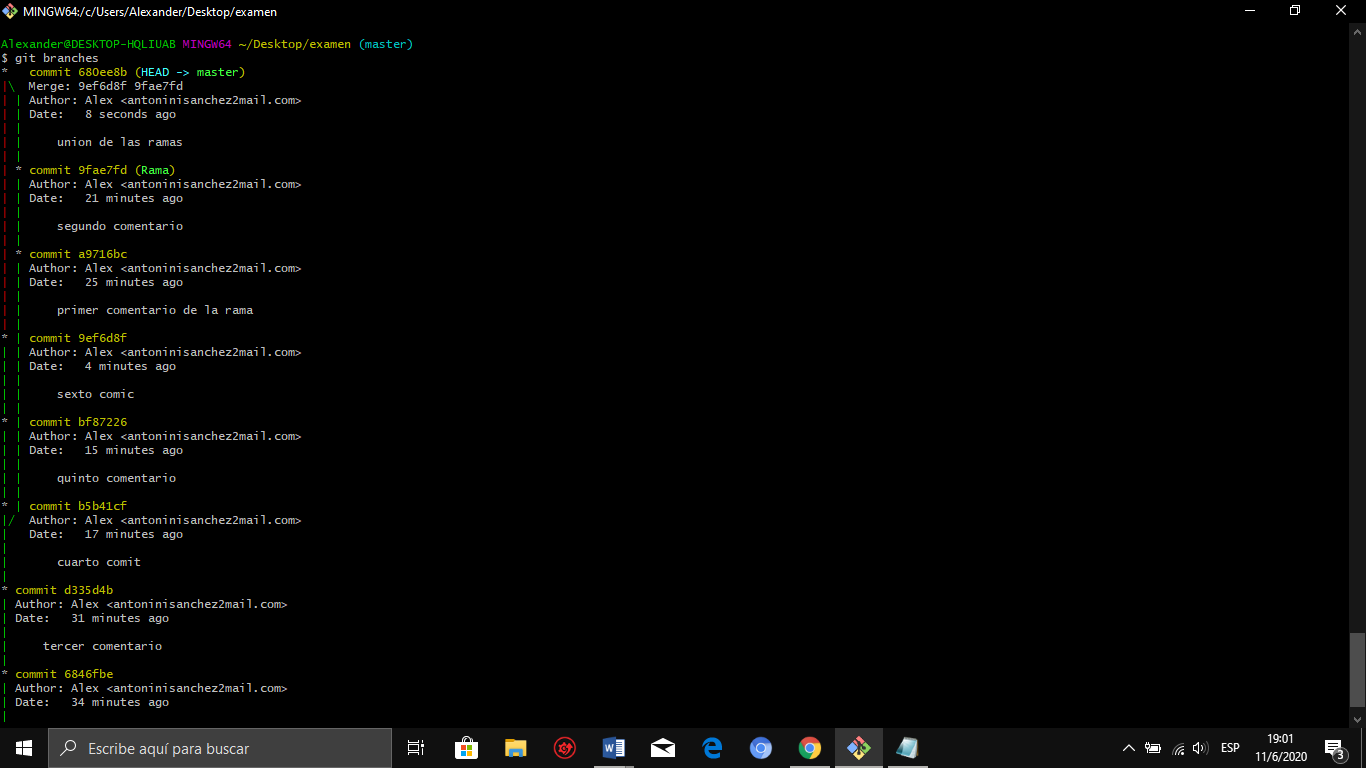 MINGW64:/c/Users/Alexander/Desktop/examen
Alexander@DESKTOP-HQLIUAB MINGW64 ~/Desktop/examen (master)
$ git branches
*   commit 680ee8b (HEAD -> master)
|\  Merge: 9ef6d8f 9fae7fd
| | Author: Alex <antoninisanchez2mail.com>
| | Date:   8 seconds ago
| |
| |     union de las ramas
| |
| * commit 9fae7fd (Rama)
| | Author: Alex <antoninisanchez2mail.com>
| | Date:   21 minutes ago
| |
| |     segundo comentario
| |
| * commit a9716bc
| | Author: Alex <antoninisanchez2mail.com>
| | Date:   25 minutes ago
| |
| |     primer comentario de la rama
| |
* | commit 9ef6d8f
| | Author: Alex <antoninisanchez2mail.com>
| | Date:   4 minutes ago
| |
| |     sexto comic
| |
* | commit bf87226
| | Author: Alex <antoninisanchez2mail.com>
| | Date:   15 minutes ago
| |
| |     quinto comentario
| |
* | commit b5b41cf
|/  Author: Alex <antoninisanchez2mail.com>
|   Date:   17 minutes ago
|
|       cuarto comit
|
* commit d335d4b
| Author: Alex <antoninisanchez2mail.com>
| Date:   31 minutes ago
|
|     tercer comentario
|
* commit 6846fbe
| Author: Alex <antoninisanchez2mail.com>
| Date:   34 minutes ago
|
Escribe aquí para buscar
ESP
19:01
11/6/2020
3